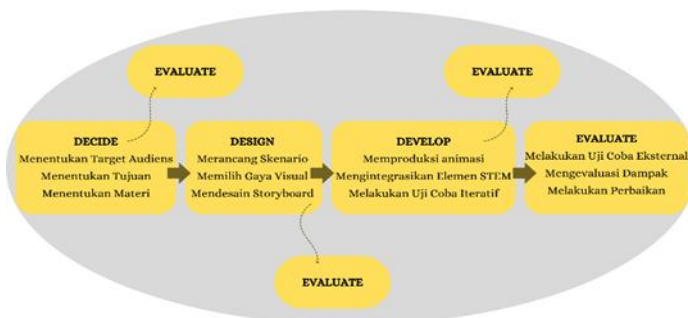 EVALUATE
EVALUATE
DECIDE
Menentukan Target Audiens
Menentukan Tujuan
Menentukan Materi
DESIGN
Merancang Skenario
Memilih Gaya Visual
Mendesain Storyboard
DEVELOP
Memproduksi animasi
Mengintegrasikan Elemen STEM
Melakukan Uji Coba Iteratif
EVALUATE
Melakukan Uji Coba Eksternal
Mengevaluasi Dampak
Melakukan Perbaikan
EVALUATE